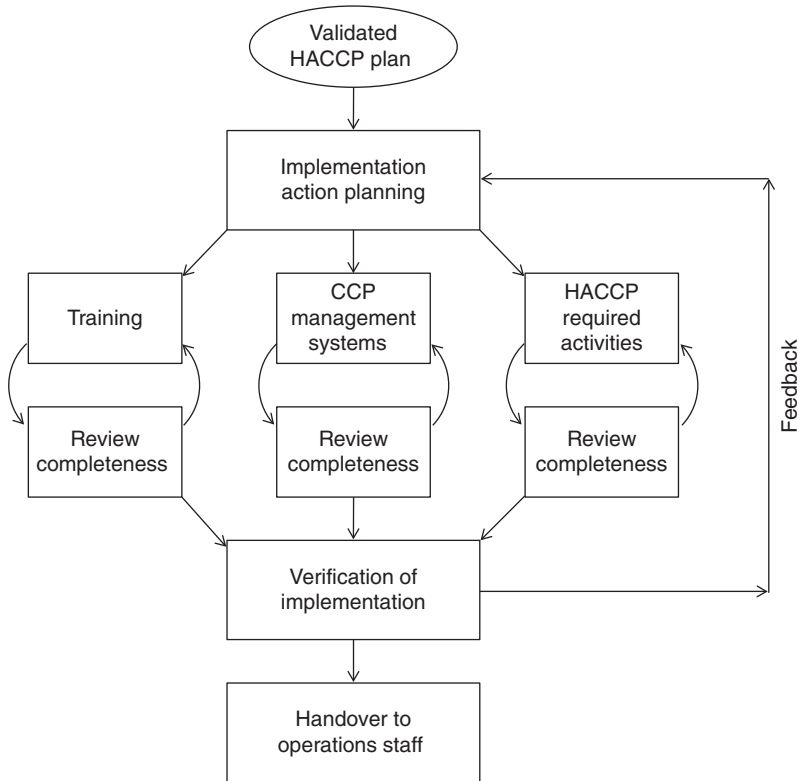 Validated
HACCP plan
Implementation
action planning
Training
CCP
management
systems
HACCP
required
activities
Feedback
Review
completeness
Review
completeness
Review
completeness
Verification of
implementation
Handover to
operations staff